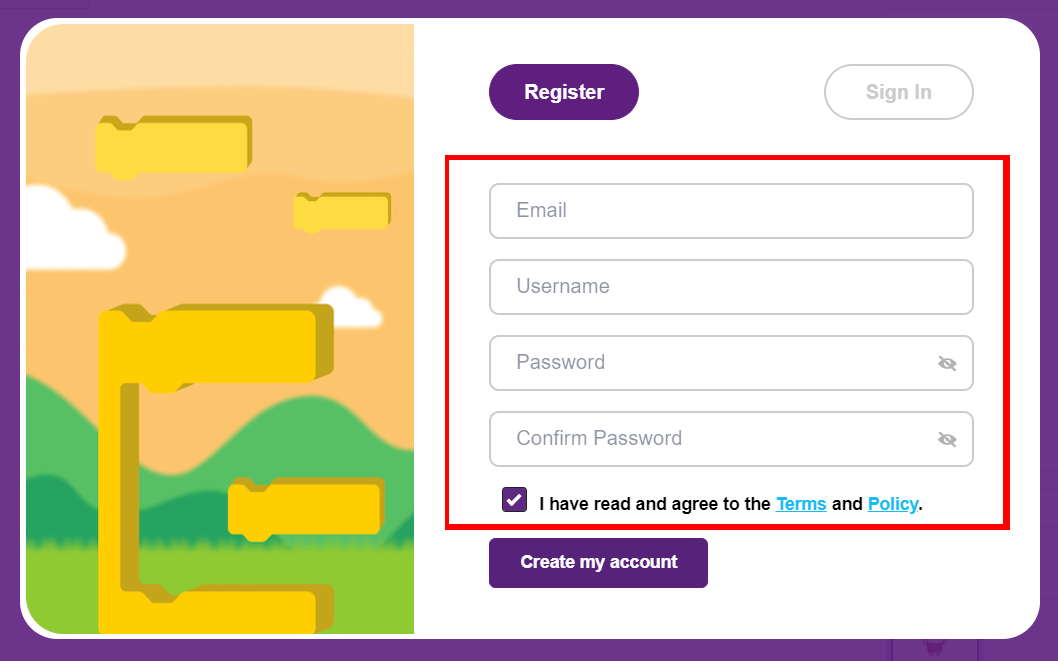 Register
Sign In
Email
Username
Password
Confirm Password
I have read and agree to the Terms and Policy.
Create my account